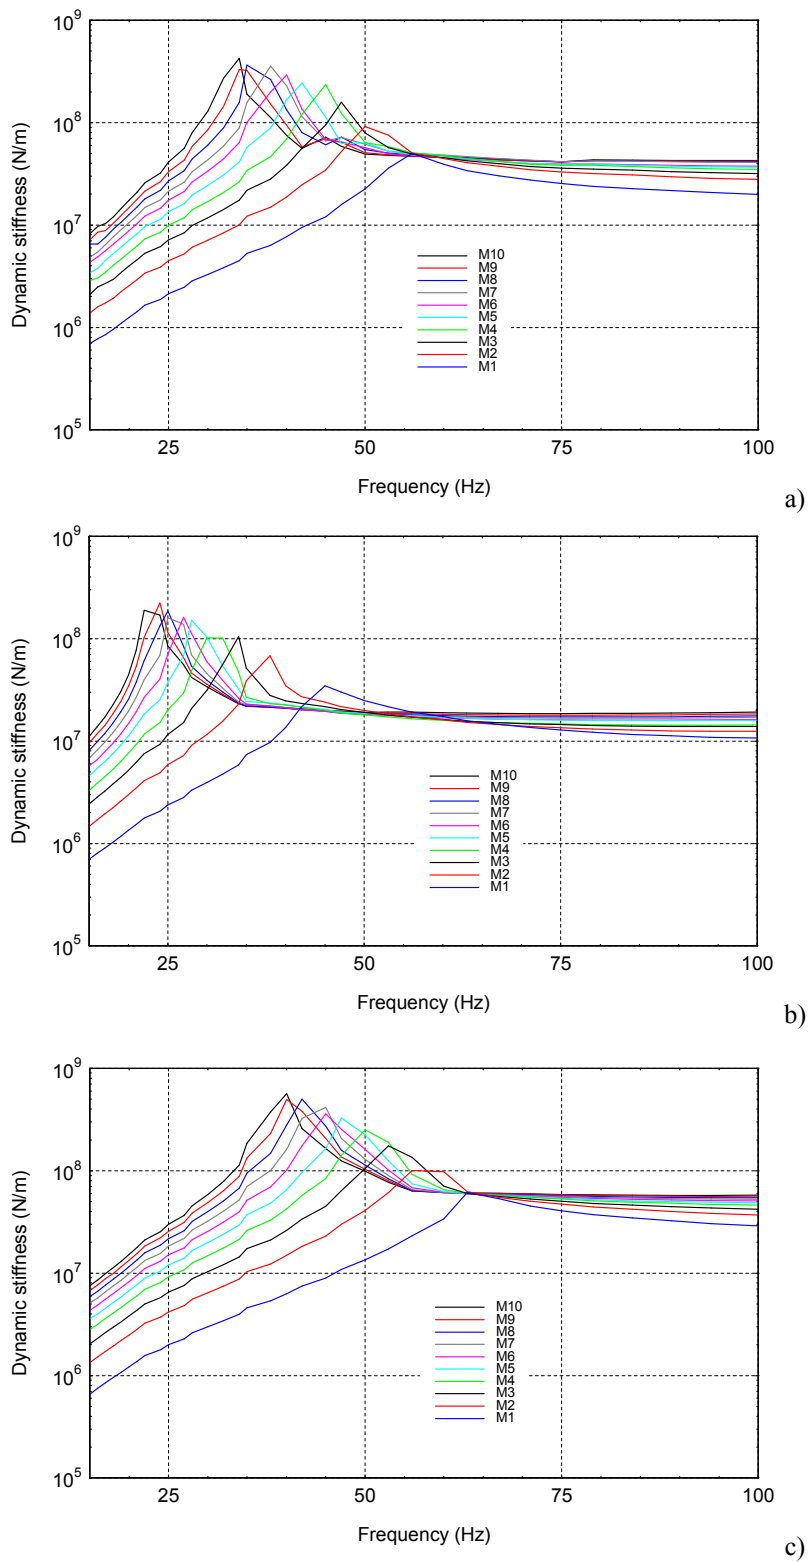 10^9
10^8
10^7
10^6
10^5
Dynamic stiffness (N/m)
M10
M9
M8
M7
M6
M5
M4
M3
M2
M1
25 50 75 100
Frequency (Hz)
a)
10^9
10^8
10^7
10^6
10^5
Dynamic stiffness (N/m)
M10
M9
M8
M7
M6
M5
M4
M3
M2
M1
25 50 75 100
Frequency (Hz)
b)
10^9
10^8
10^7
10^6
10^5
Dynamic stiffness (N/m)
M10
M9
M8
M7
M6
M5
M4
M3
M2
M1
25 50 75 100
Frequency (Hz)
c)